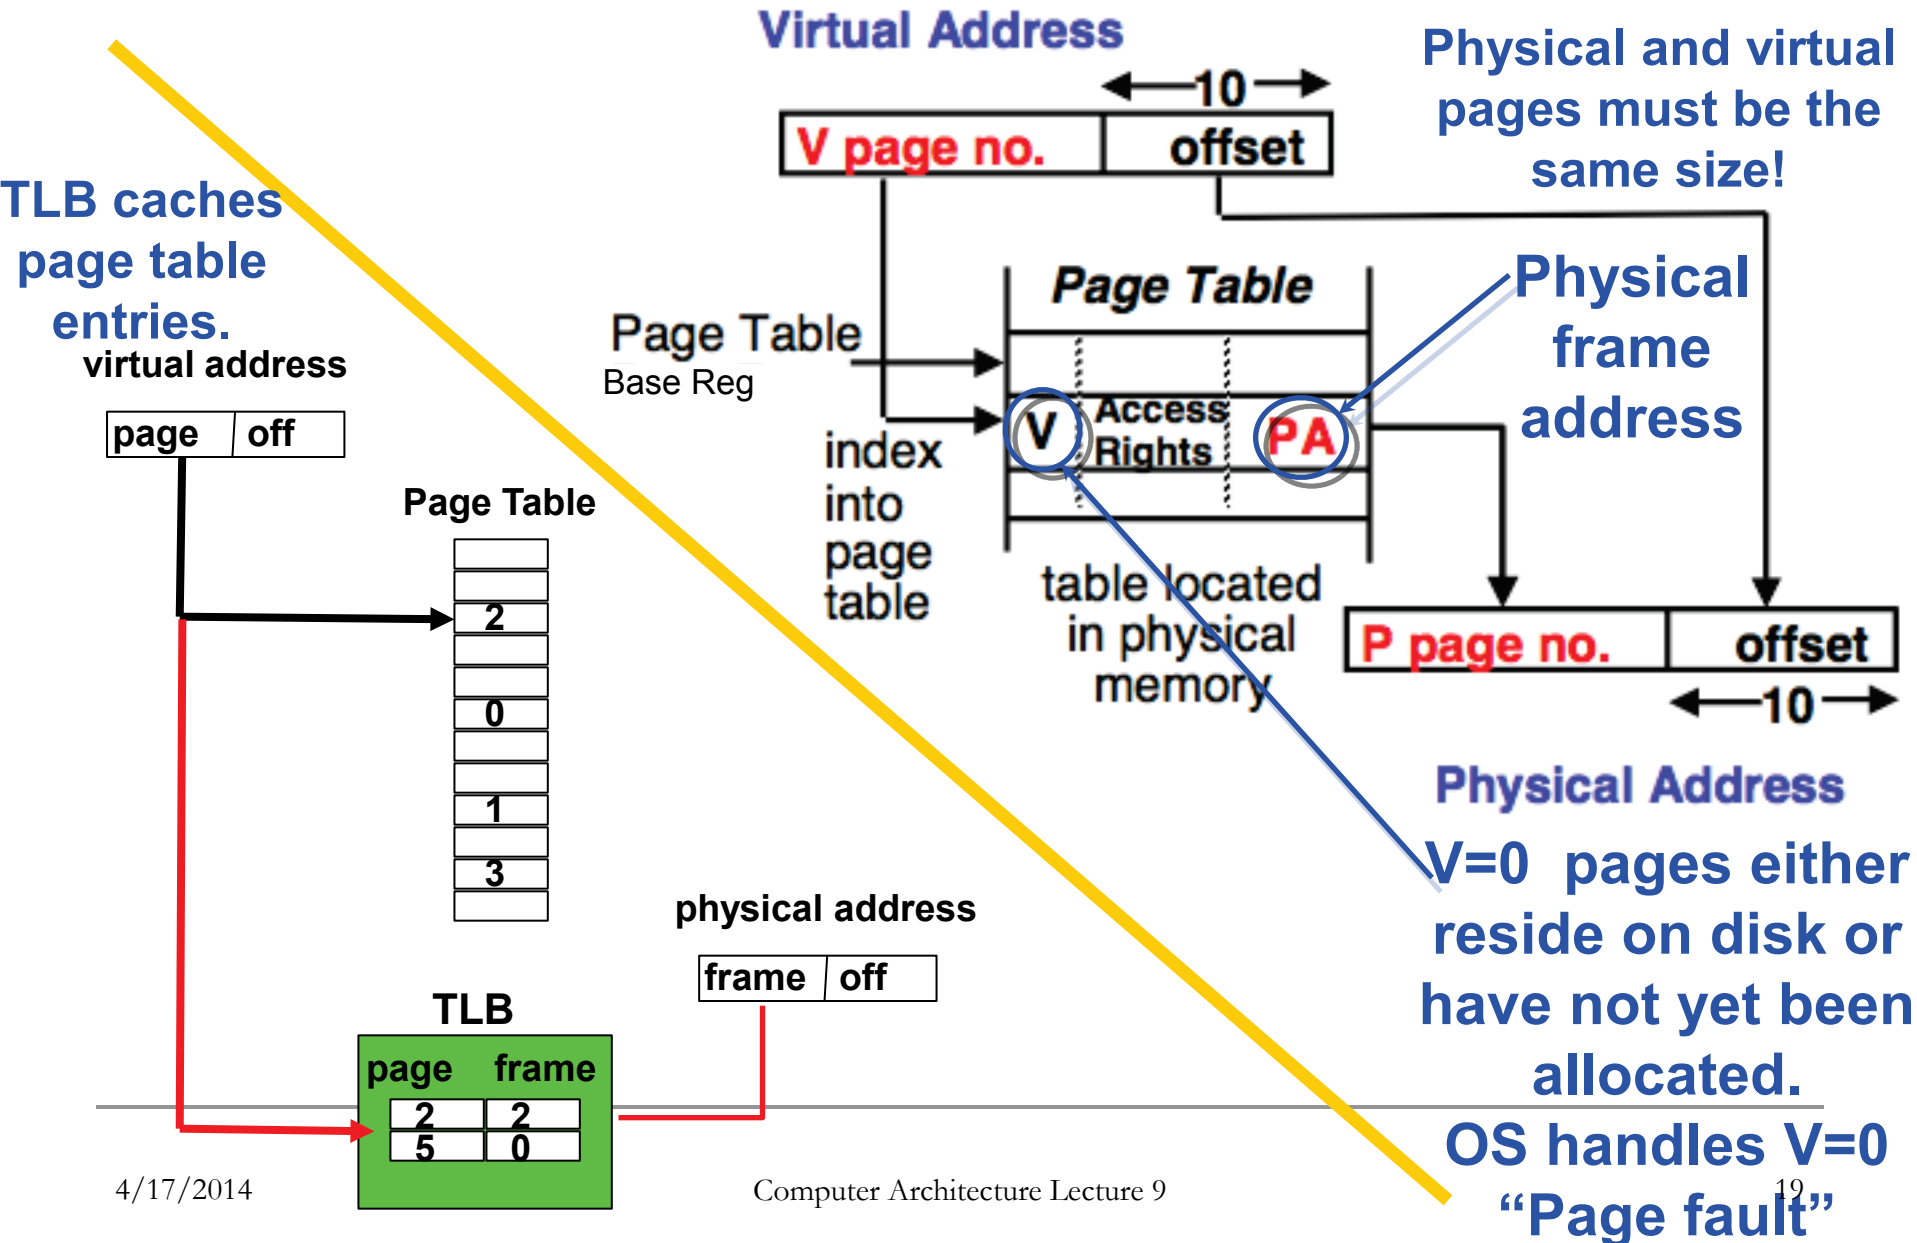 Virtual Address
10
V page no. offset
Physical and virtual
pages must be the
same size!
TLB caches
page table
entries.
Page Table
Page Table
Base Reg
V Access Rights PA
Physical
frame
address
index
into
page
table
table located
in physical
memory
P page no. offset
10
Physical Address
V=0 pages either
reside on disk or
have not yet been
allocated.
OS handles V=0
“Page fault”
virtual address
page off
Page Table
2
0
1
3
physical address
frame off
TLB
page frame
2 2
5 0
4/17/2014
Computer Architecture Lecture 9
19